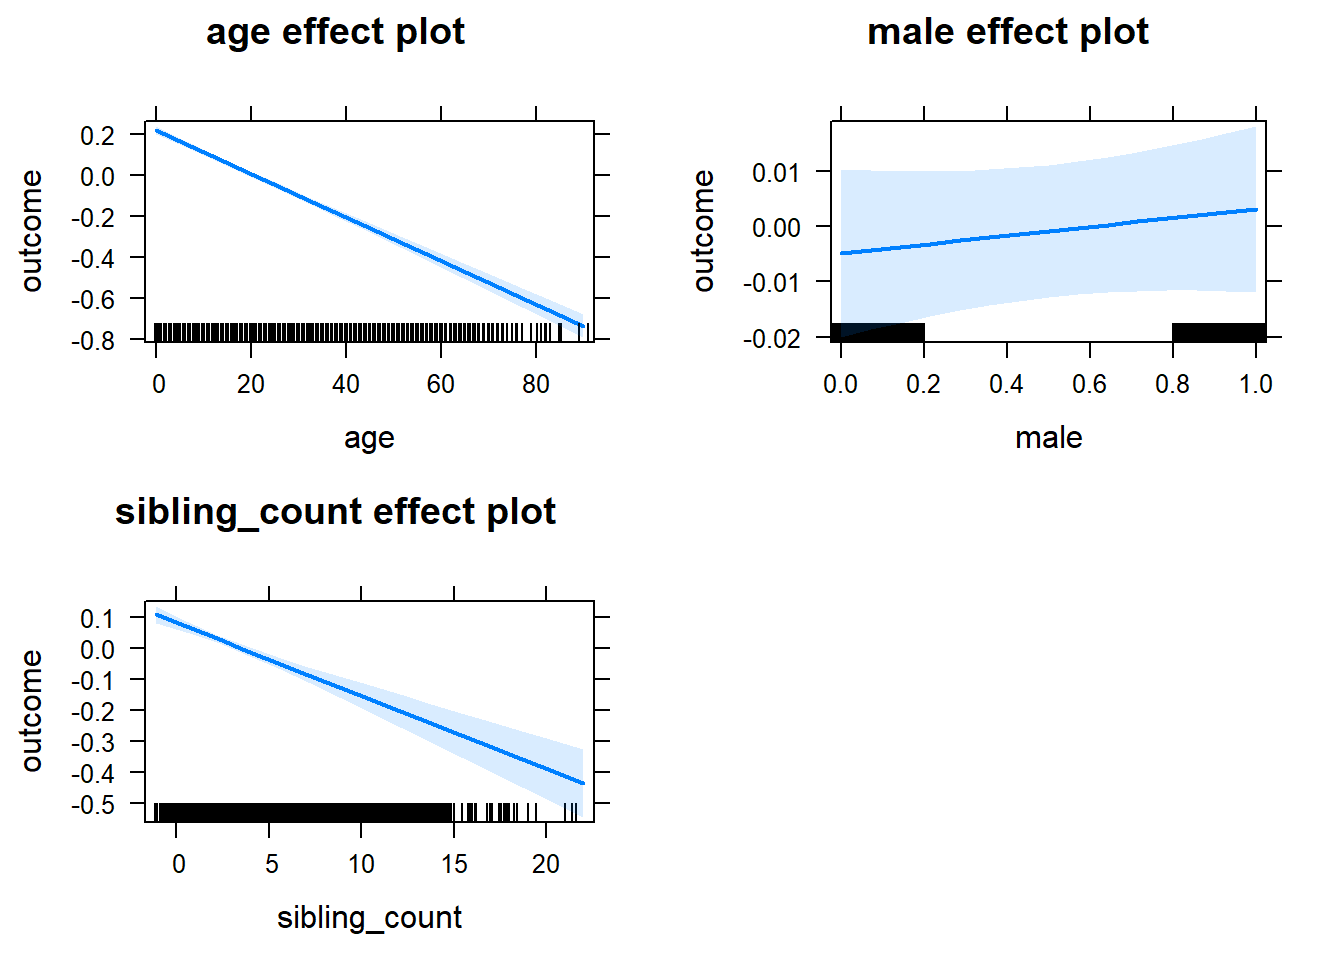 age effect plot
outcome
0.2
0.0
-0.2
-0.4
-0.6
-0.8
0 20 40 60 80
age
male effect plot
outcome
0.01
0.00
-0.01
-0.02
0.0 0.2 0.4 0.6 0.8 1.0
male
sibling_count effect plot
outcome
0.1
0.0
-0.1
-0.2
-0.3
-0.4
-0.5
0 5 10 15 20
sibling_count